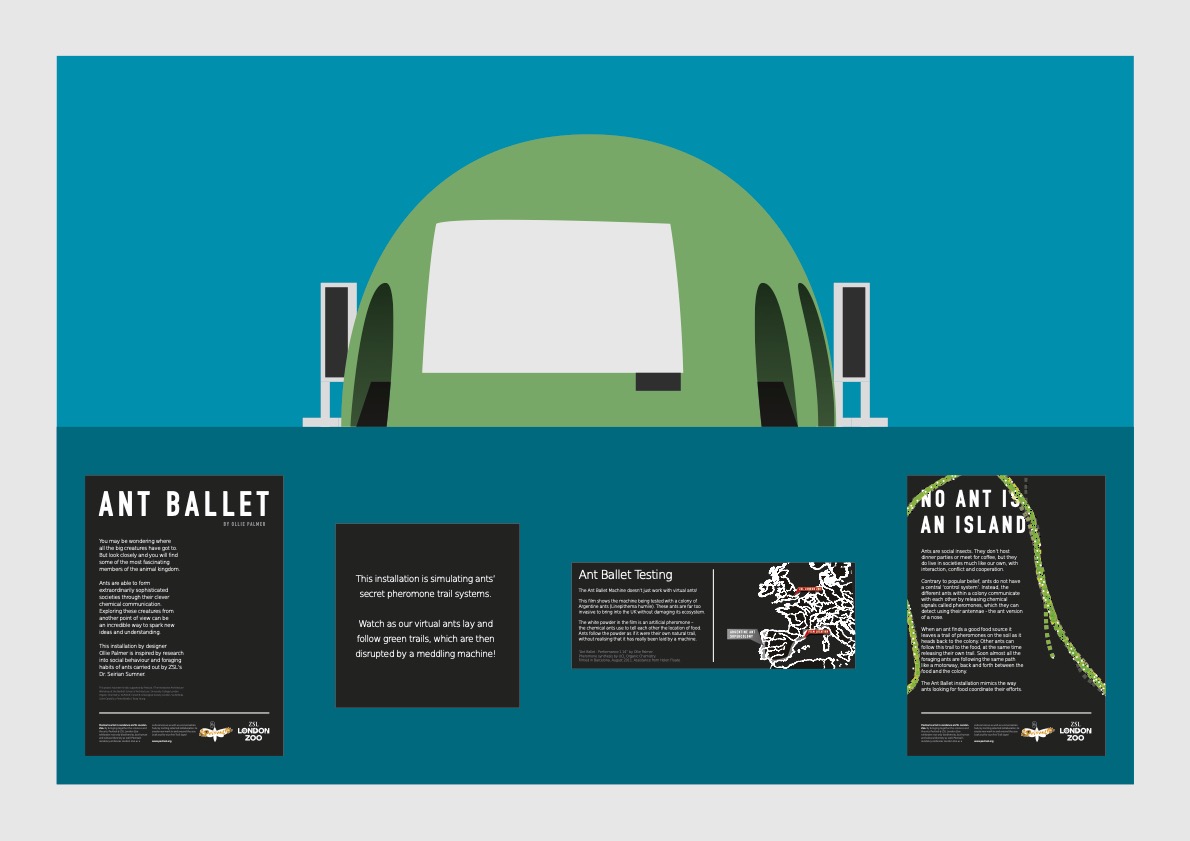 ANT BALLET
BY OLLIE PALMER
You may be wondering where
all the big creatures have got to.
But look closely and you will find
some of the most fascinating
members of the animal kingdom.
Ants are able to form
extraordinarily sophisticated
societies through their clever
chemical communication.
Exploring these creatures from
another point of view can be
an incredible way to spark new
ideas and understanding.
This installation by designer
Ollie Palmer is inspired by research
into social behaviour and foraging
habits of ants carried out by ZSL's
Dr. Seirian Sumner.
ZSL
LONDON
ZOO
This installation is simulating ants'
secret pheromone trail systems.
Watch as our virtual ants lay and
follow green trails, which are then
disrupted by a meddling machine!
Ant Ballet Testing
The Ant Ballet Machine doesn't just work with virtual ants!
This film shows the machine being tested with a colony of
Argentine ants (Linepithema humile). These ants are far too
invasive to bring into the UK without damaging its ecosystem.
The white powder in the film is an artificial pheromone -
the chemical ants use to tell each other the location of food.
Ants follow the powder as if it were their own natural trail,
without realising that it has really been laid by a machine.
ARGENTINE ANT
SUPERCOLONY
NO ANT IS
AN ISLAND
Ants are social insects. They don't host
dinner parties or meet for coffee, but they
do live in societies much like our own, with
interaction, conflict and cooperation.
Contrary to popular belief, ants do not have
a central 'control system'. Instead, the
different ants within a colony communicate
with each other by releasing chemical
signals called pheromones, which they can
detect using their antennae - the ant version
of a nose.
When an ant finds a good food source it
leaves a trail of pheromones on the soil as it
heads back to the colony. Other ants can
follow this trail to the food, at the same time
releasing their own trail. Soon almost all the
foraging ants are following the same path
like a motorway, back and forth between the
food and the colony.
The Ant Ballet installation mimics the way
ants looking for food coordinate their efforts.
ZSL
LONDON
ZOO